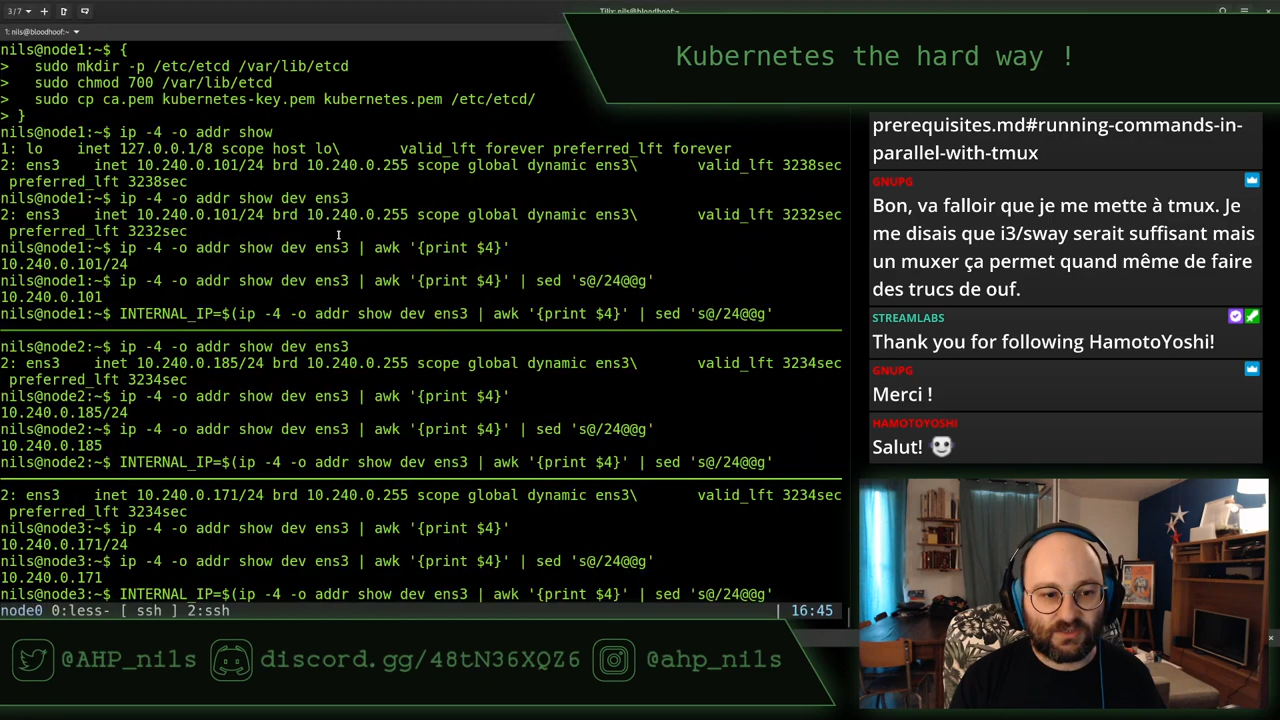 3/7
Tilix: nils@bloodhoof:~
1: nils@bloodhoof:~
nils@node1:~$ {
>   sudo mkdir -p /etc/etcd /var/lib/etcd
>   sudo chmod 700 /var/lib/etcd
>   sudo cp ca.pem kubernetes-key.pem kubernetes.pem /etc/etcd/
> }
nils@node1:~$ ip -4 -o addr show
1: lo    inet 127.0.0.1/8 scope host lo\       valid_lft forever preferred_lft forever
2: ens3    inet 10.240.0.101/24 brd 10.240.0.255 scope global dynamic ens3\       valid_lft 3238sec
preferred_lft 3238sec
nils@node1:~$ ip -4 -o addr show dev ens3
2: ens3    inet 10.240.0.101/24 brd 10.240.0.255 scope global dynamic ens3\       valid_lft 3232sec
preferred_lft 3232sec
nils@node1:~$ ip -4 -o addr show dev ens3 | awk '{print $4}'
10.240.0.101/24
nils@node1:~$ ip -4 -o addr show dev ens3 | awk '{print $4}' | sed 's@/24@@g'
10.240.0.101
nils@node1:~$ INTERNAL_IP=$(ip -4 -o addr show dev ens3 | awk '{print $4}' | sed 's@/24@@g'
nils@node2:~$ ip -4 -o addr show dev ens3
2: ens3    inet 10.240.0.185/24 brd 10.240.0.255 scope global dynamic ens3\       valid_lft 3234sec
preferred_lft 3234sec
nils@node2:~$ ip -4 -o addr show dev ens3 | awk '{print $4}'
10.240.0.185/24
nils@node2:~$ ip -4 -o addr show dev ens3 | awk '{print $4}' | sed 's@/24@@g'
10.240.0.185
nils@node2:~$ INTERNAL_IP=$(ip -4 -o addr show dev ens3 | awk '{print $4}' | sed 's@/24@@g'
2: ens3    inet 10.240.0.171/24 brd 10.240.0.255 scope global dynamic ens3\       valid_lft 3234sec
preferred_lft 3234sec
nils@node3:~$ ip -4 -o addr show dev ens3 | awk '{print $4}'
10.240.0.171/24
nils@node3:~$ ip -4 -o addr show dev ens3 | awk '{print $4}' | sed 's@/24@@g'
10.240.0.171
nils@node3:~$ INTERNAL_IP=$(ip -4 -o addr show dev ens3 | awk '{print $4}' | sed 's@/24@@g'
node0 0:less- [ ssh ] 2:ssh | 16:45
Kubernetes the hard way !
prerequisites.md#running-commands-in-
parallel-with-tmux
GNUPG
Bon, va falloir que je me mette à tmux. Je
me disais que i3/sway serait suffisant mais
un muxer ça permet quand même de faire
des trucs de ouf.
STREAMLABS
Thank you for following HamotoYoshi!
GNUPG
Merci !
HAMOTOYOSHI
Salut!
@AHP_nils discord.gg/48tN36XQZ6 @ahp_nils